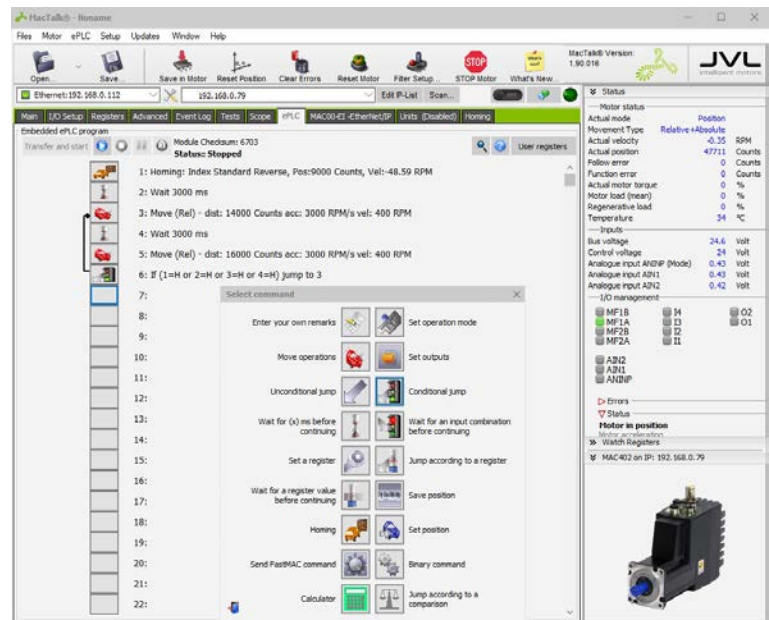 MacTalk® - Noname
Files Motor ePLC Setup Updates Window Help
Open... Save... Save in Motor Reset Position Clear Errors Reset Motor Filter Setup... STOP Motor What's New...
STOP
MacTalk® Version:
1.90.016
JVL
intelligent motors
Ethernet:192.168.0.112 192.168.0.79 Edit IP-List Scan...
Main I/O Setup Registers Advanced Event Log Tests Scope ePLC MAC00-EI -EtherNet/IP Units (Disabled) Homing
Embedded ePLC program
Transfer and start
Module Checksum: 6703
Status: Stopped
User registers
1: Homing: Index Standard Reverse, Pos:9000 Counts, Vel:-48.59 RPM
2: Wait 3000 ms
3: Move (Rel) - dist: 14000 Counts acc: 3000 RPM/s vel: 400 RPM
4: Wait 3000 ms
5: Move (Rel) - dist: 16000 Counts acc: 3000 RPM/s vel: 400 RPM
6: If (1=H or 2=H or 3=H or 4=H) jump to 3
7:
8:
9:
10:
11:
12:
13:
14:
15:
16:
17:
18:
19:
20:
21:
22:
Select command
Enter your own remarks
Set operation mode
Move operations
Set outputs
Unconditional jump
Conditional jump
Wait for (x) ms before continuing
Wait for an input combination before continuing
Set a register
Jump according to a register
Wait for a register value before continuing
Save position
Homing
Set position
Send FastMAC command
Binary command
Calculator
Jump according to a comparison
Status
Motor status
Actual mode Position
Movement Type Relative+Absolute
Actual velocity -0.35 RPM
Actual position 47711 Counts
Follow error 0 Counts
Function error 0 Counts
Actual motor torque 0 %
Motor load (mean) 0 %
Regenerative load 0 %
Temperature 34 °C
Inputs
Bus voltage 24.6 Volt
Control voltage 24 Volt
Analogue input ANINP (Mode) 0.43 Volt
Analogue input AIN1 0.43 Volt
Analogue input AIN2 0.42 Volt
I/O management
MF1B I4 O2
MF1A I3 O1
MF2B I2
MF2A I1
AIN2
AIN1
ANINP
Errors
Status
Motor in position
Motor acceleration
Watch Registers
MAC402 on IP: 192.168.0.79